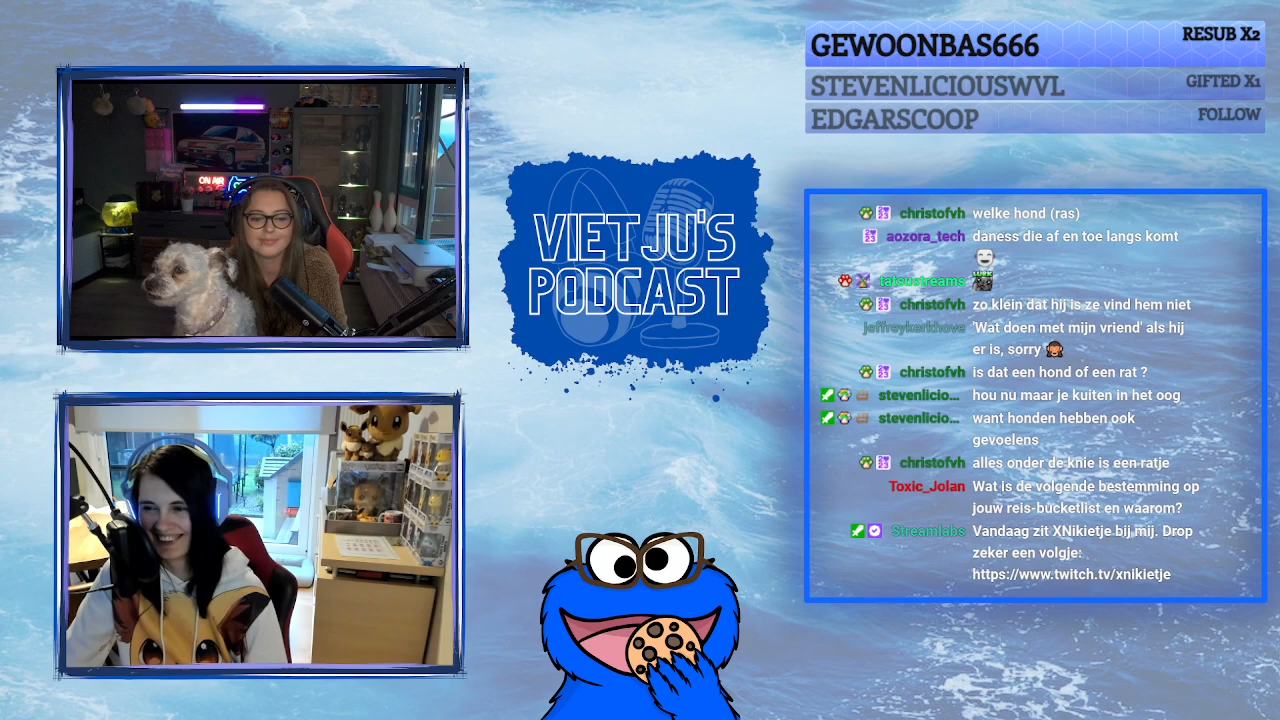 GEWOONBAS666 RESUB X2
STEVENLICIOUSWVL GIFTED X1
EDGARSCOOP FOLLOW
ON AIR
VIET JU'S
PODCAST
christofvh welke hond (ras)
aozora_tech daness die af en toe langs komt
tatoustreams LURK
christofvh zo klein dat hij is ze vind hem niet
jeffreykerkhove 'Wat doen met mijn vriend' als hij
er is, sorry 🙊
christofvh is dat een hond of een rat ?
stevenlicio... hou nu maar je kuiten in het oog
stevenlicio... want honden hebben ook
gevoelens
christofvh alles onder de knie is een ratje
Toxic_Jolan Wat is de volgende bestemming op
jouw reis-bucketlist en waarom?
Streamlabs Vandaag zit XNikietje bij mij. Drop
zeker een volgje:
https://www.twitch.tv/xnikietje